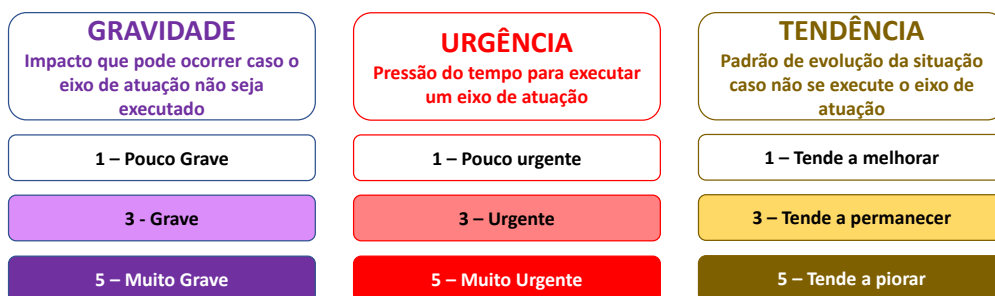 GRAVIDADE
Impacto que pode ocorrer caso o
eixo de atuação não seja
executado
1 – Pouco Grave
3 - Grave
5 – Muito Grave
URGÊNCIA
Pressão do tempo para executar
um eixo de atuação
1 – Pouco urgente
3 – Urgente
5 – Muito Urgente
TENDÊNCIA
Padrão de evolução da situação
caso não se execute o eixo de
atuação
1 – Tende a melhorar
3 – Tende a permanecer
5 – Tende a piorar